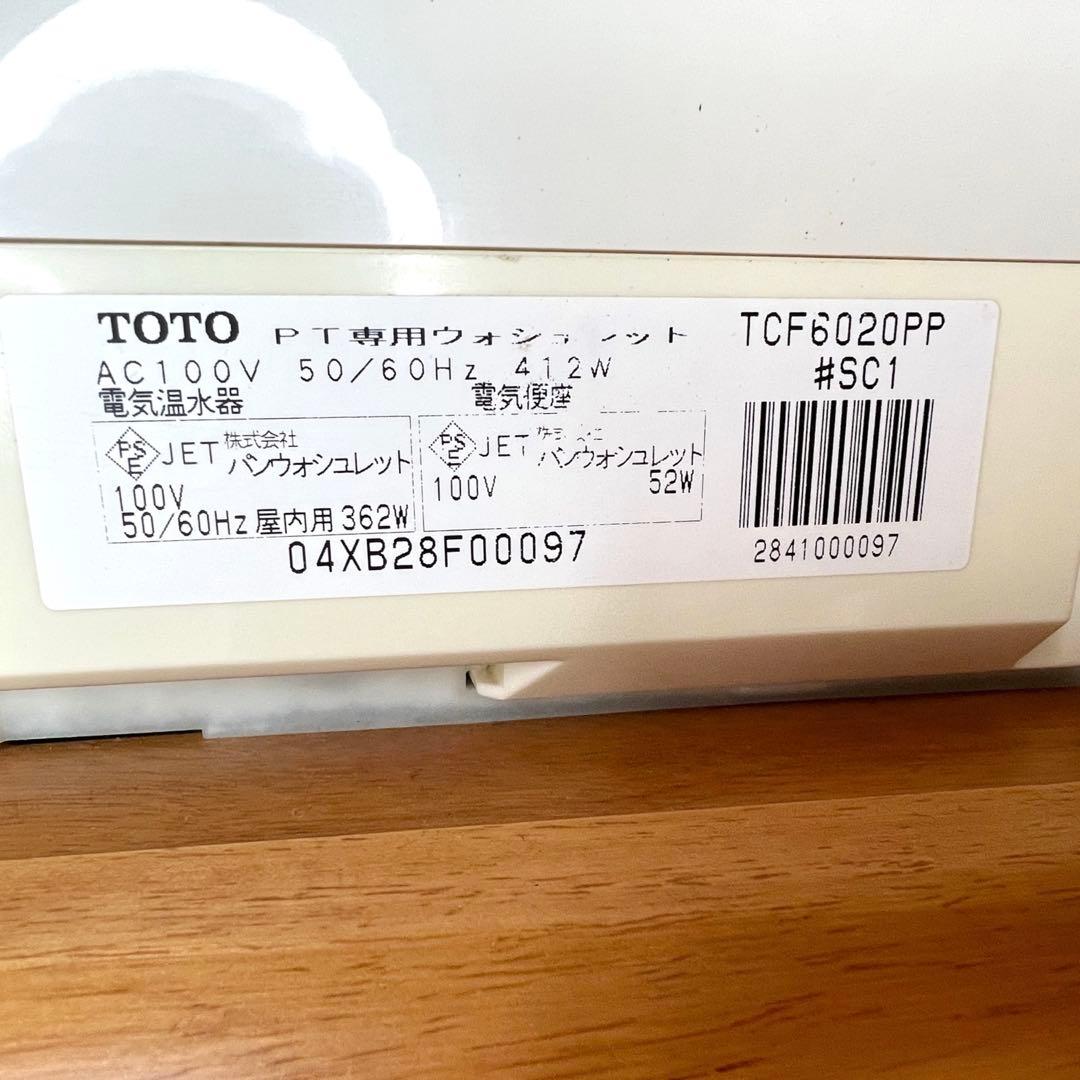 TOTO PT専用ウォシュレット
AC100V 50/60Hz 412W
電気温水器
PSE JET 株式会社
パンウォシュレット
100V
50/60Hz 屋内用 362W
電気便座
PSE JET
パンウォシュレット
100V 52W
04XB28F00097
TCF6020PP
#SC1
2841000097